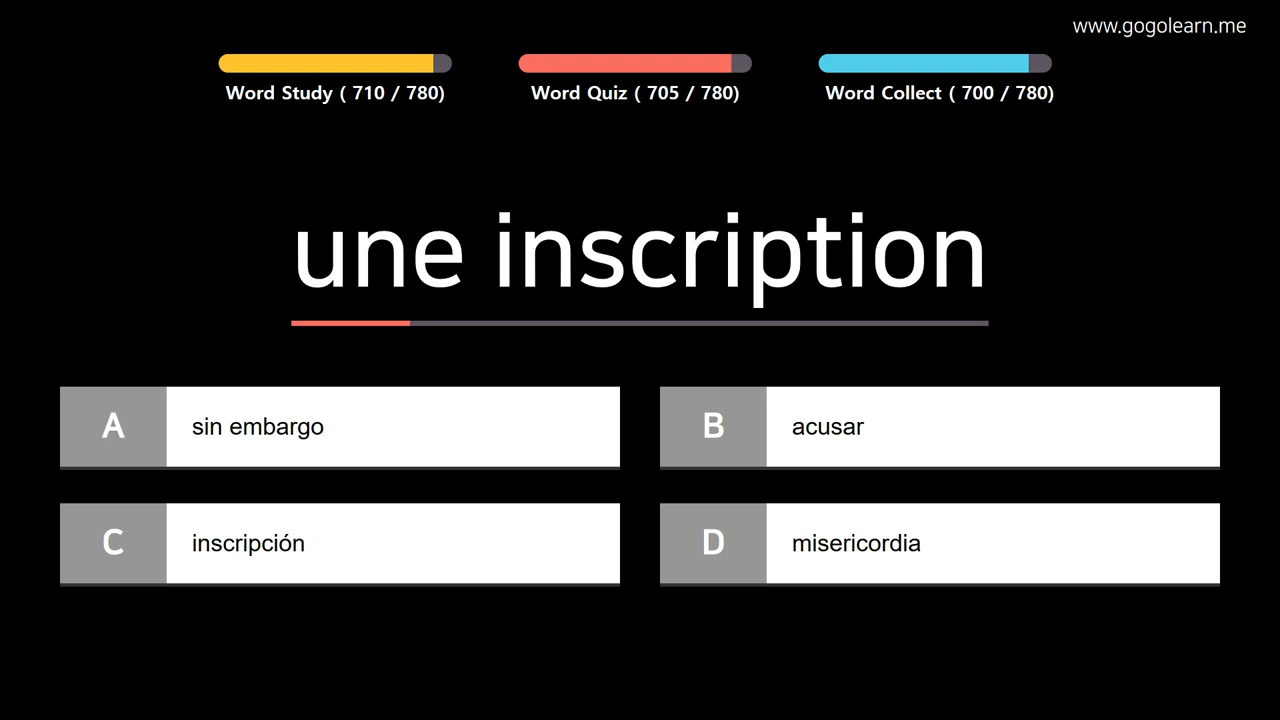 www.gogolearn.me
Word Study ( 710 / 780)
Word Quiz ( 705 / 780)
Word Collect ( 700 / 780)
une inscription
A sin embargo
B acusar
C inscripción
D misericordia